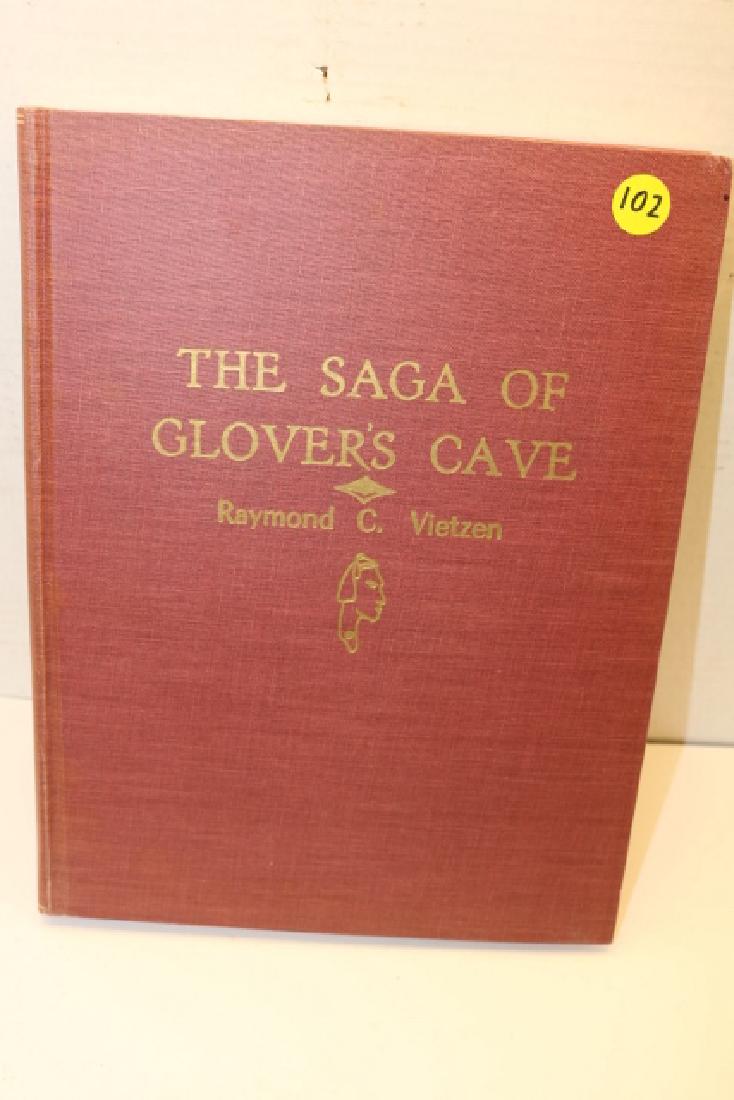 102
THE SAGA OF
GLOVER'S CAVE
Raymond C. Vietzen